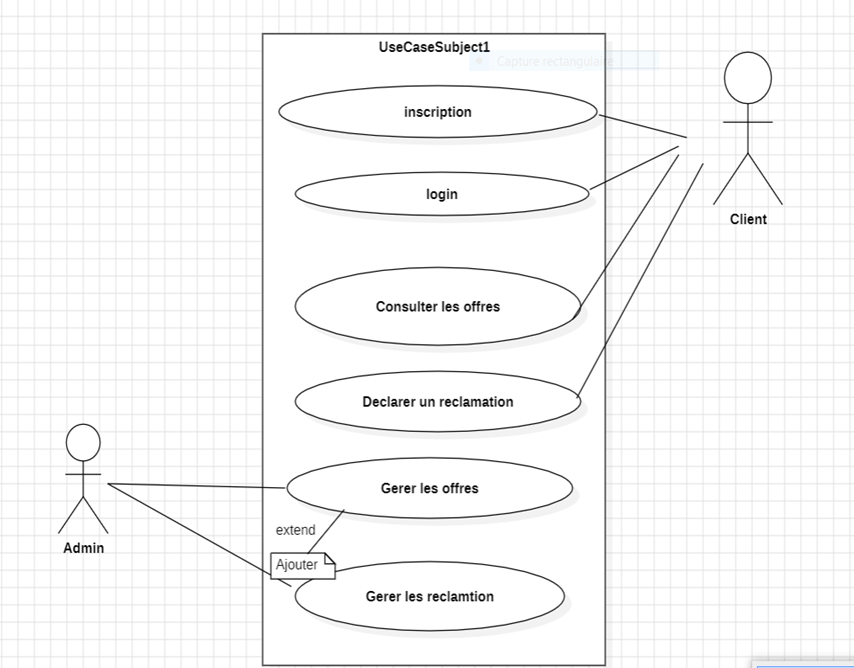 UseCaseSubject1
Capture rectangulaire
inscription
login
Client
Consulter les offres
Declarer un reclamation
Gerer les offres
extend
Admin
Ajouter
Gerer les reclamtion